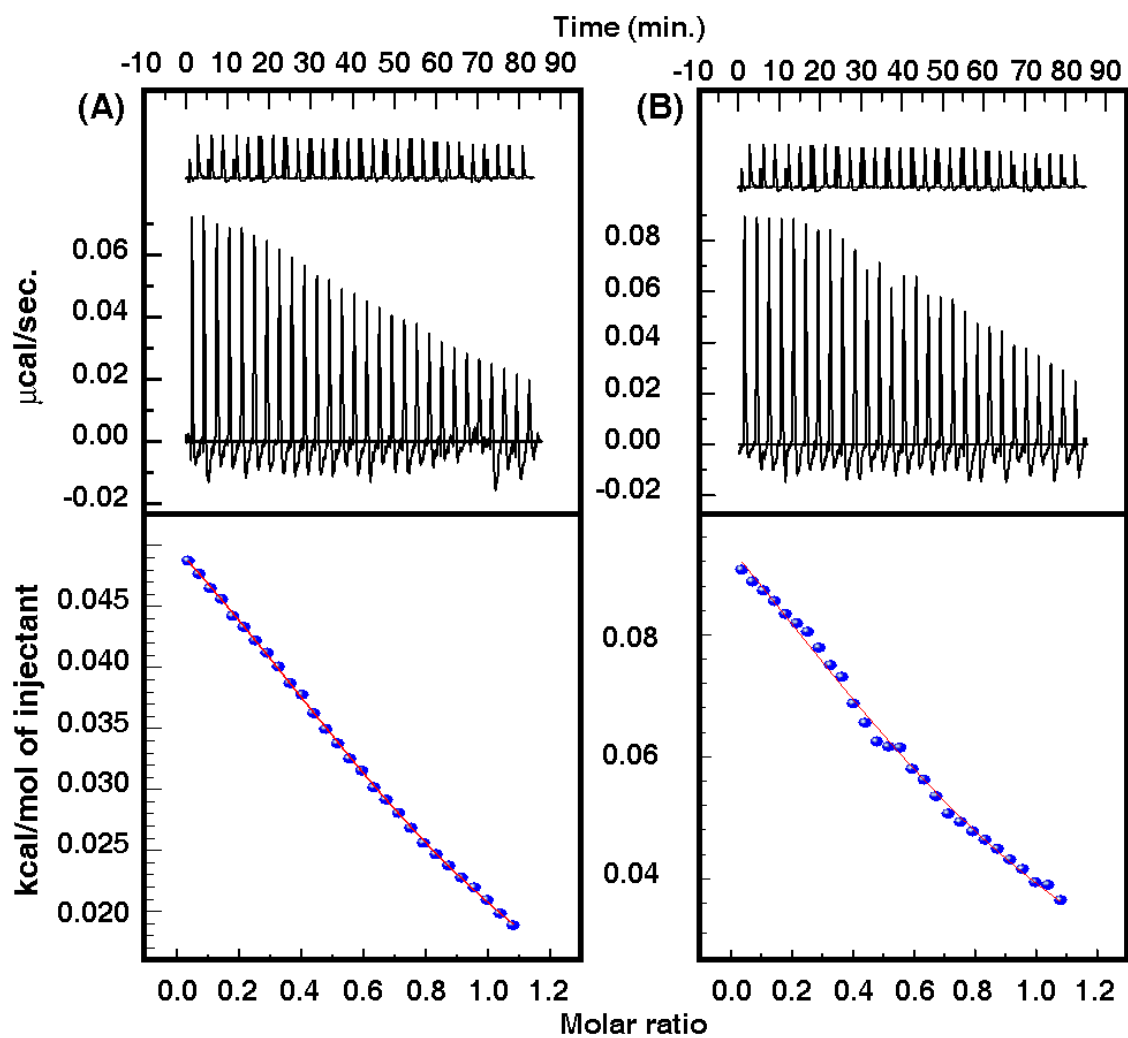 Time (min.)
-10 0 10 20 30 40 50 60 70 80 90
-10 0 10 20 30 40 50 60 70 80 90
(A)
(B)
μcal/sec.
0.06
0.04
0.02
0.00
-0.02
0.08
0.06
0.04
0.02
0.00
-0.02
kcal/mol of injectant
0.045
0.040
0.035
0.030
0.025
0.020
0.08
0.06
0.04
0.0 0.2 0.4 0.6 0.8 1.0 1.2
0.0 0.2 0.4 0.6 0.8 1.0 1.2
Molar ratio